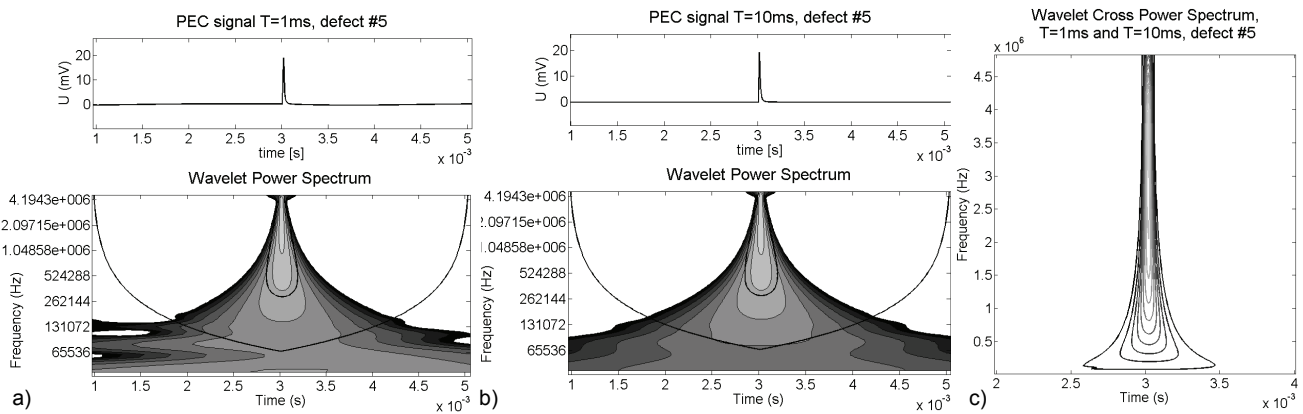 PEC signal T=1ms, defect #5
U (mV)
20
10
0
1 1.5 2 2.5 3 3.5 4 4.5 5
time [s]
x 10⁻³
Wavelet Power Spectrum
Frequency (Hz)
4.1943e+006
2.09715e+006
1.04858e+006
524288
262144
131072
65536
1 1.5 2 2.5 3 3.5 4 4.5 5
Time (s)
x 10⁻³
a)
PEC signal T=10ms, defect #5
U (mV)
20
10
0
1 1.5 2 2.5 3 3.5 4 4.5 5
time [s]
x 10⁻³
Wavelet Power Spectrum
Frequency (Hz)
4.1943e+006
2.09715e+006
1.04858e+006
524288
262144
131072
65536
1 1.5 2 2.5 3 3.5 4 4.5 5
Time (s)
x 10⁻³
b)
Wavelet Cross Power Spectrum,
T=1ms and T=10ms, defect #5
x 10⁶
Frequency (Hz)
4.5
4
3.5
3
2.5
2
1.5
1
0.5
2 2.5 3 3.5 4
Time (s)
x 10⁻³
c)